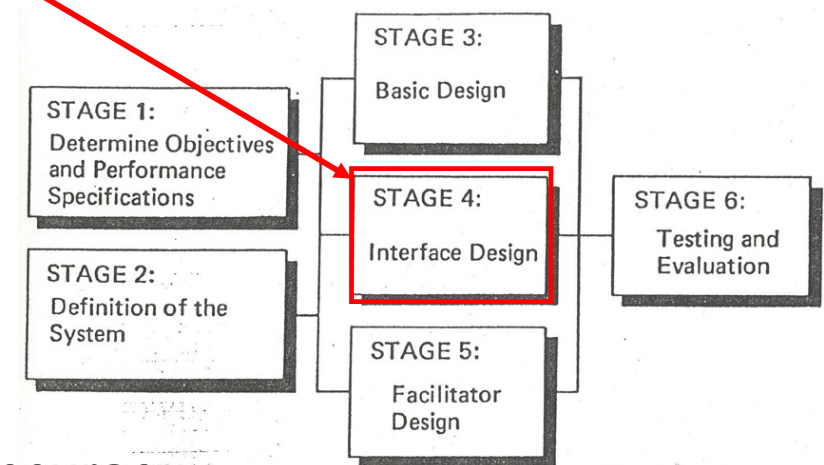 STAGE 1:
Determine Objectives
and Performance
Specifications
STAGE 2:
Definition of the
System
STAGE 3:
Basic Design
STAGE 4:
Interface Design
STAGE 5:
Facilitator
Design
STAGE 6:
Testing and
Evaluation